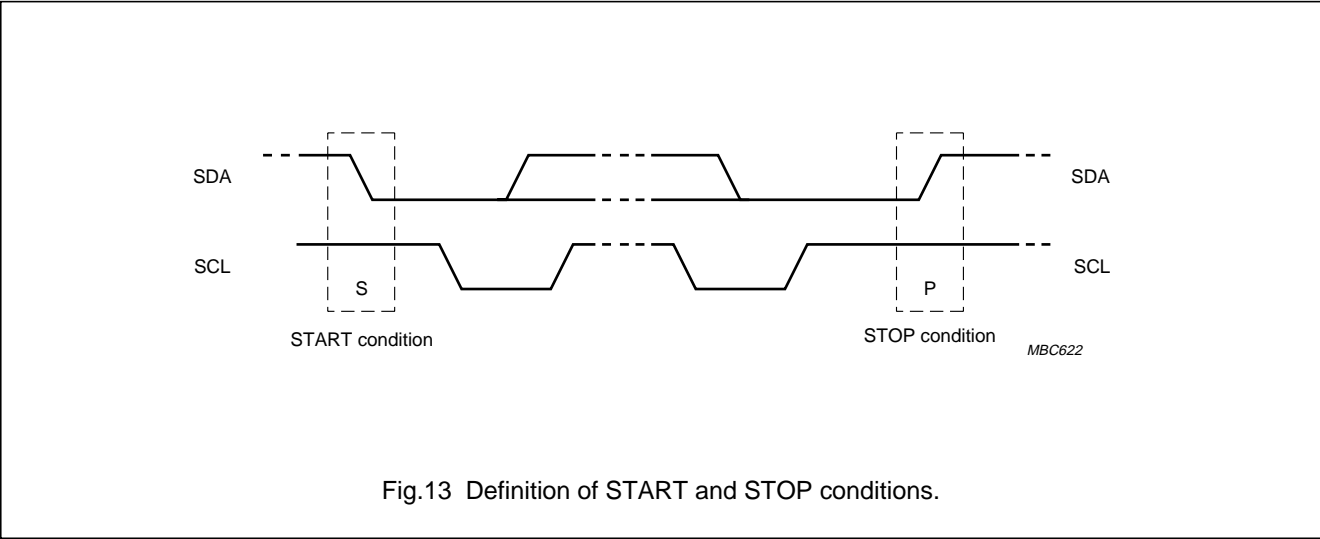 SDA
SDA
SCL
SCL
S
P
START condition
STOP condition
MBC622
Fig.13 Definition of START and STOP conditions.